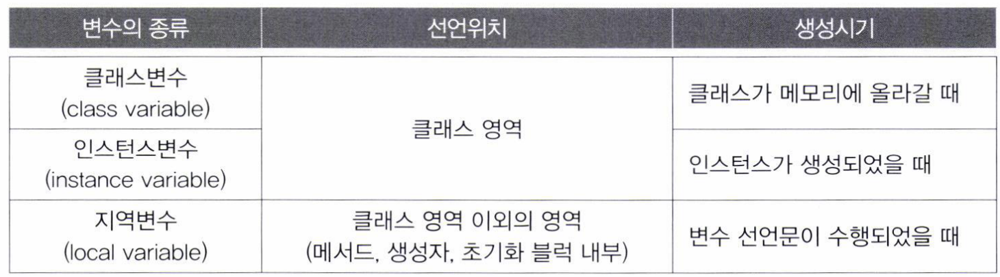 변수의 종류 선언위치 생성시기
클래스변수
(class variable)
클래스 영역
클래스가 메모리에 올라갈 때
인스턴스변수
(instance variable)
인스턴스가 생성되었을 때
지역변수
(local variable)
클래스 영역 이외의 영역
(메서드, 생성자, 초기화 블럭 내부)
변수 선언문이 수행되었을 때